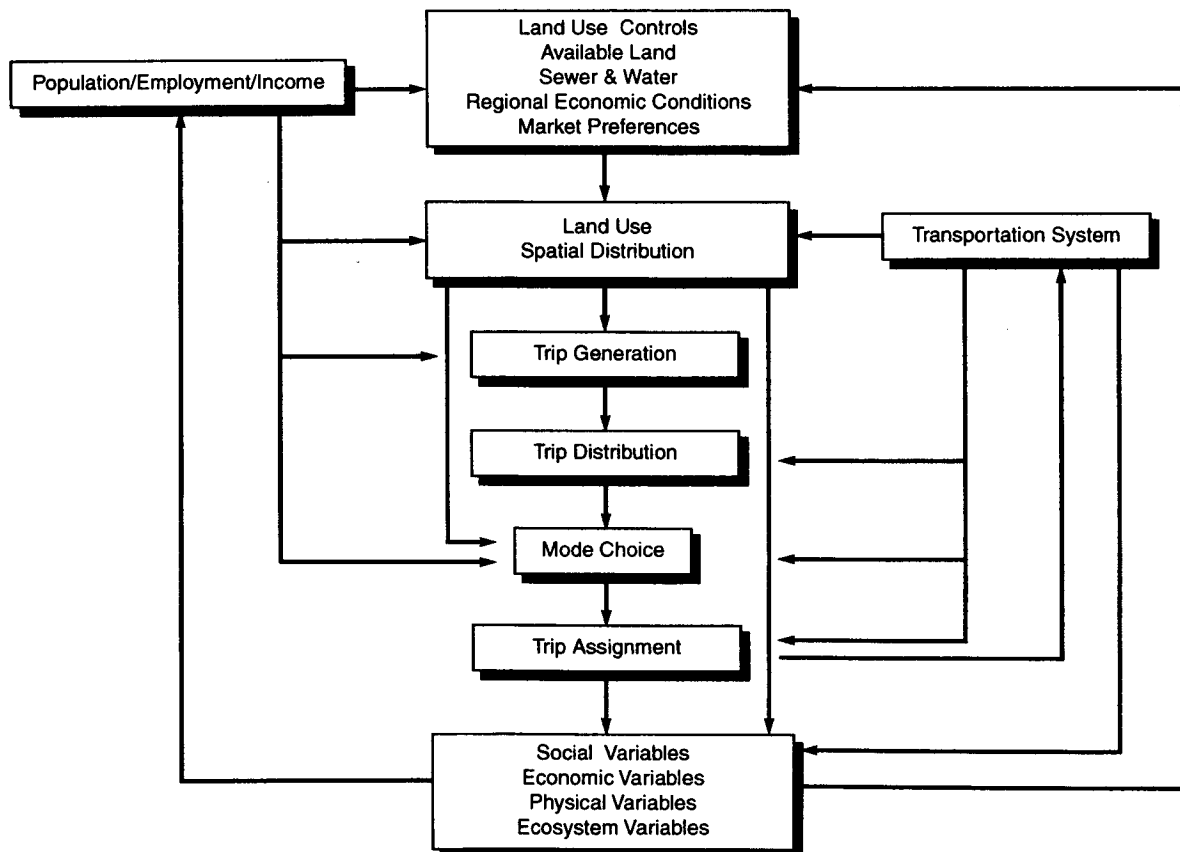 Land Use Controls
Available Land
Sewer & Water
Regional Economic Conditions
Market Preferences
Population/Employment/Income
Land Use
Spatial Distribution
Transportation System
Trip Generation
Trip Distribution
Mode Choice
Trip Assignment
Social Variables
Economic Variables
Physical Variables
Ecosystem Variables